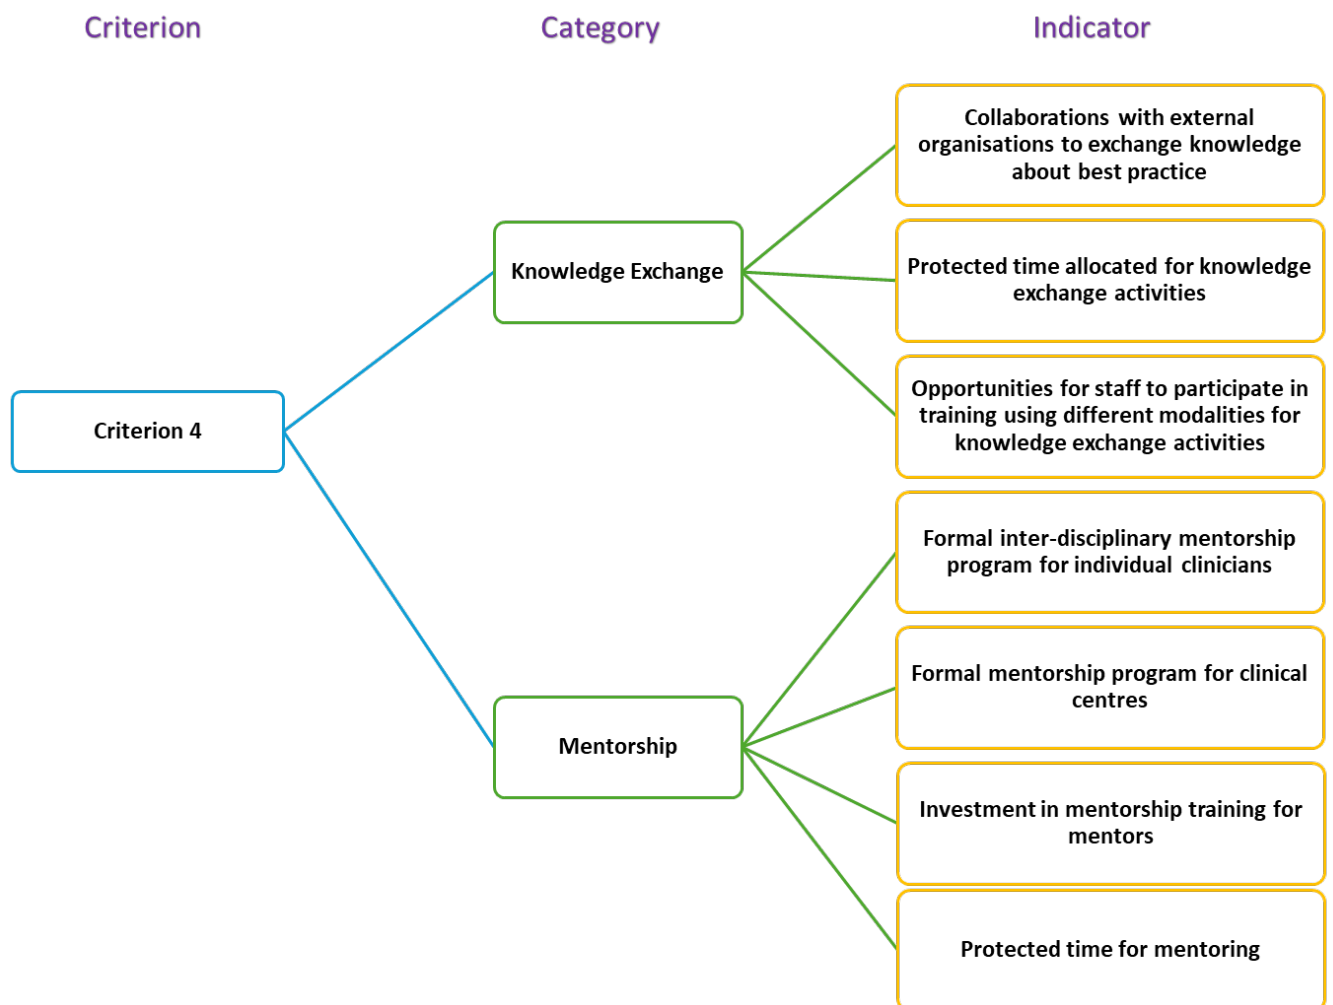 Criterion
Category
Indicator
Collaborations with external
organisations to exchange knowledge
about best practice
Knowledge Exchange
Protected time allocated for knowledge
exchange activities
Opportunities for staff to participate in
training using different modalities for
knowledge exchange activities
Criterion 4
Formal inter-disciplinary mentorship
program for individual clinicians
Formal mentorship program for clinical
centres
Mentorship
Investment in mentorship training for
mentors
Protected time for mentoring